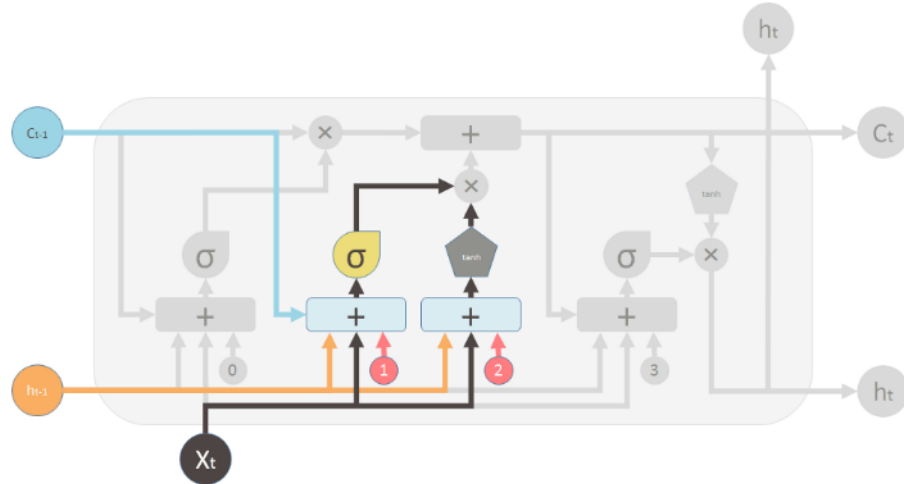 hₜ
Cₜ₋₁ × + Cₜ
tanh
σ σ tanh σ ×
×
+ + + +
0 1 2 3
hₜ₋₁ hₜ
Xₜ